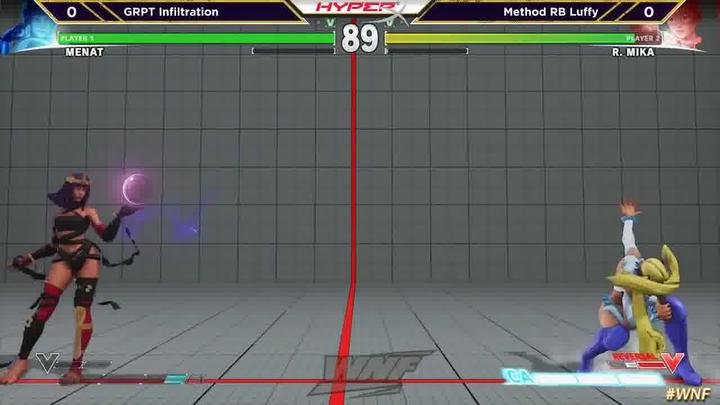 0 GRPT Infiltration HYPER Method RB Luffy 0
PLAYER 1 89 PLAYER 2
MENAT R. MIKA
V REVERSAL V
CA
WNF
#WNF